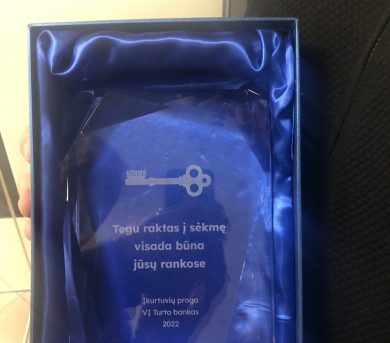 Tegu raktas į sėkmę
visada būna
jūsų rankose
Įkurtuvių proga
VĮ Turto bankas
2022